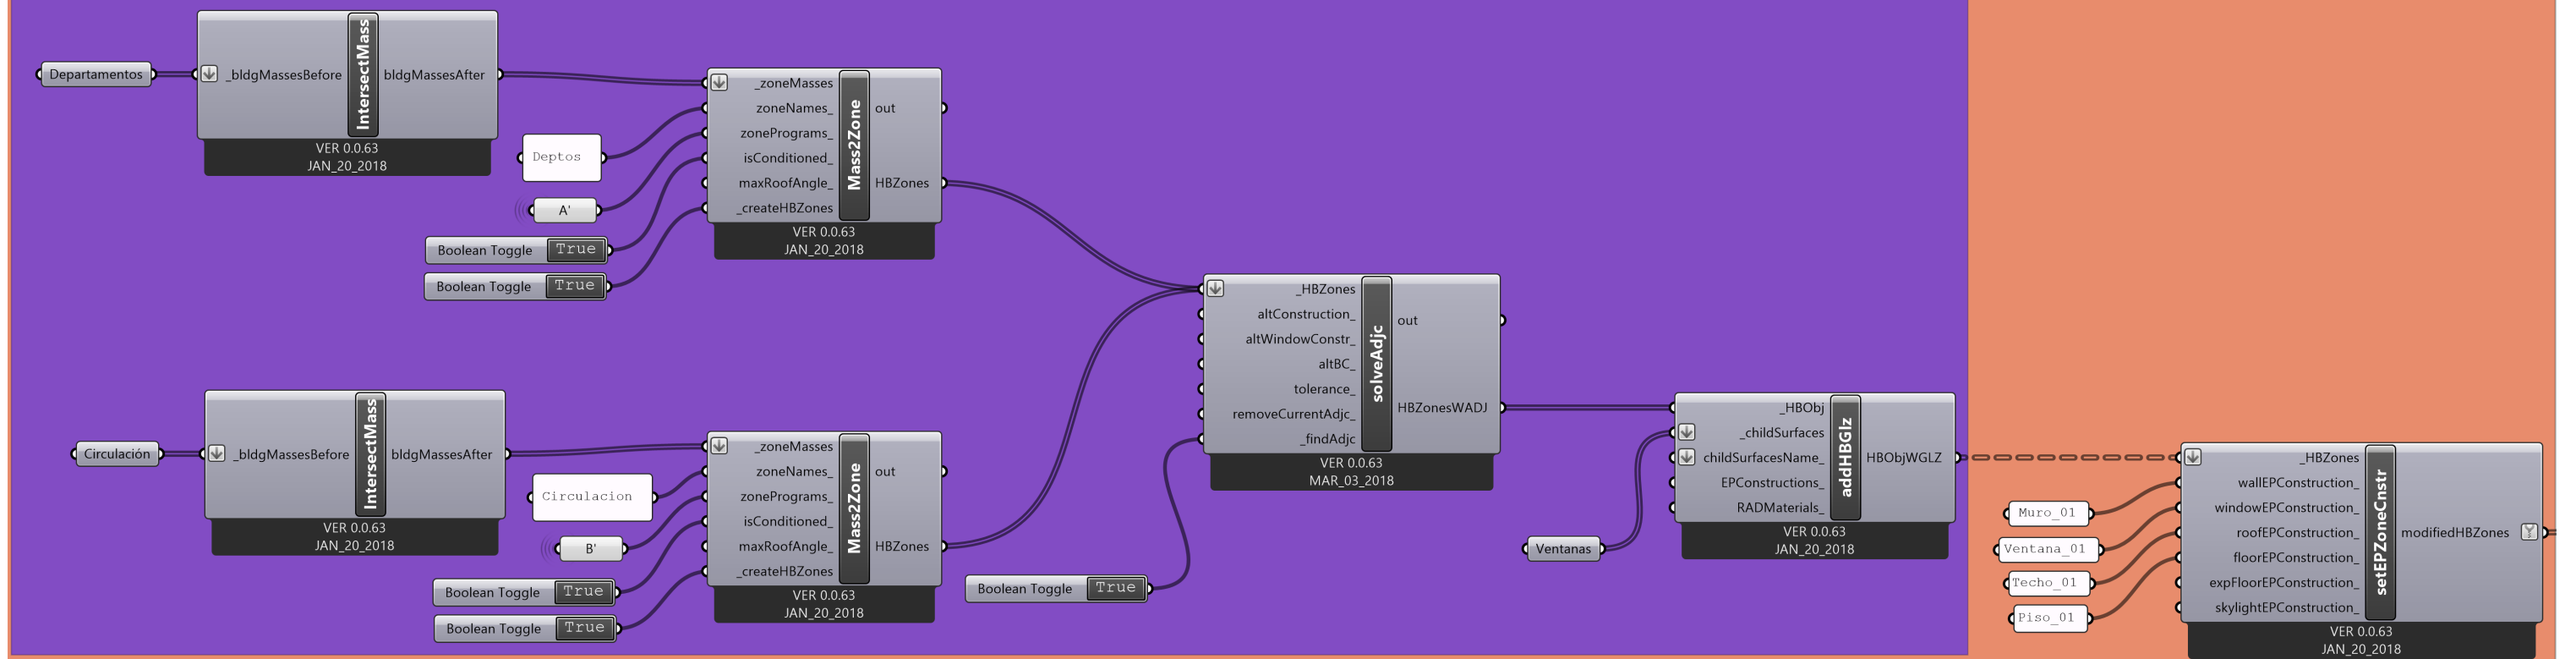 Departamentos
_bldgMassesBefore
IntersectMass
bldgMassesAfter
VER 0.0.63
JAN_20_2018
Deptos
A'
Boolean Toggle True
Boolean Toggle True
_zoneMasses
zoneNames_
zonePrograms_
isConditioned_
maxRoofAngle_
_createHBZones
Mass2Zone
out
HBZones
VER 0.0.63
JAN_20_2018
Circulación
_bldgMassesBefore
IntersectMass
bldgMassesAfter
VER 0.0.63
JAN_20_2018
Circulacion
B'
Boolean Toggle True
Boolean Toggle True
_zoneMasses
zoneNames_
zonePrograms_
isConditioned_
maxRoofAngle_
_createHBZones
Mass2Zone
out
HBZones
VER 0.0.63
JAN_20_2018
Boolean Toggle True
_HBZones
altConstruction_
altWindowConstr_
altBC_
tolerance_
removeCurrentAdjc_
_findAdjc
solveAdjc
out
HBZonesWADJ
VER 0.0.63
MAR_03_2018
Ventanas
_HBObj
_childSurfaces
childSurfacesName_
EPConstructions_
RADMaterials_
addHBGlz
HBObjWGLZ
VER 0.0.63
JAN_20_2018
Muro_01
Ventana_01
Techo_01
Piso_01
_HBZones
wallEPConstruction_
windowEPConstruction_
roofEPConstruction_
floorEPConstruction_
expFloorEPConstruction_
skylightEPConstruction_
setEPZoneCnstr
modifiedHBZones
VER 0.0.63
JAN_20_2018